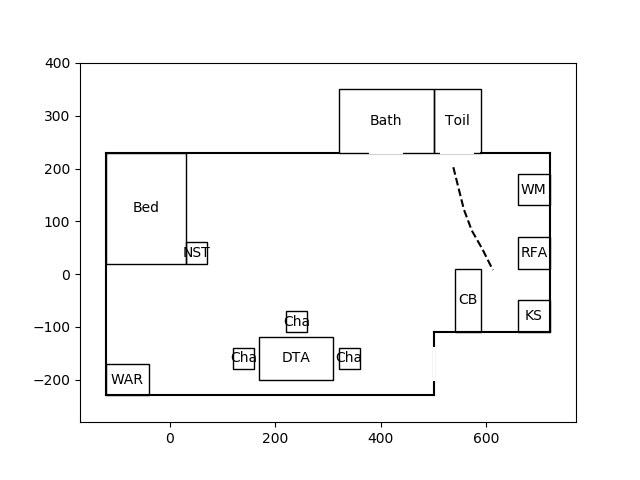 400
300
200
100
0
−100
−200
0
200
400
600
Bath
Toil
WM
Bed
NST
RFA
CB
KS
Cha
Cha
DTA
Cha
WAR